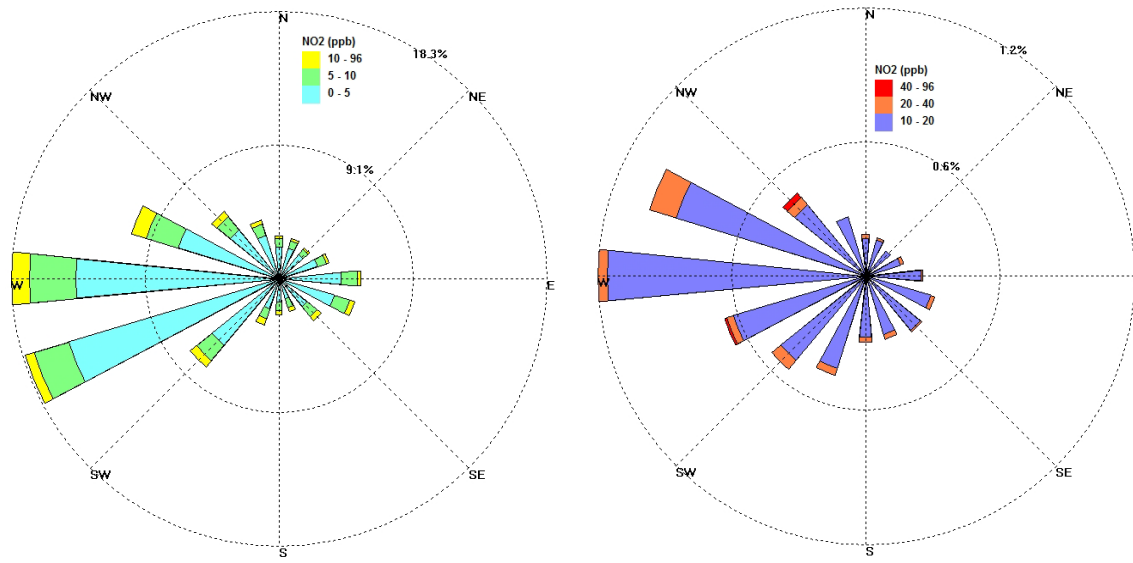 N
NO2 (ppb)
10 - 96
5 - 10
0 - 5
18.3%
NW
NE
9.1%
W
E
SW
SE
S
N
1.2%
NO2 (ppb)
40 - 96
20 - 40
10 - 20
NW
NE
0.6%
W
SW
SE
S